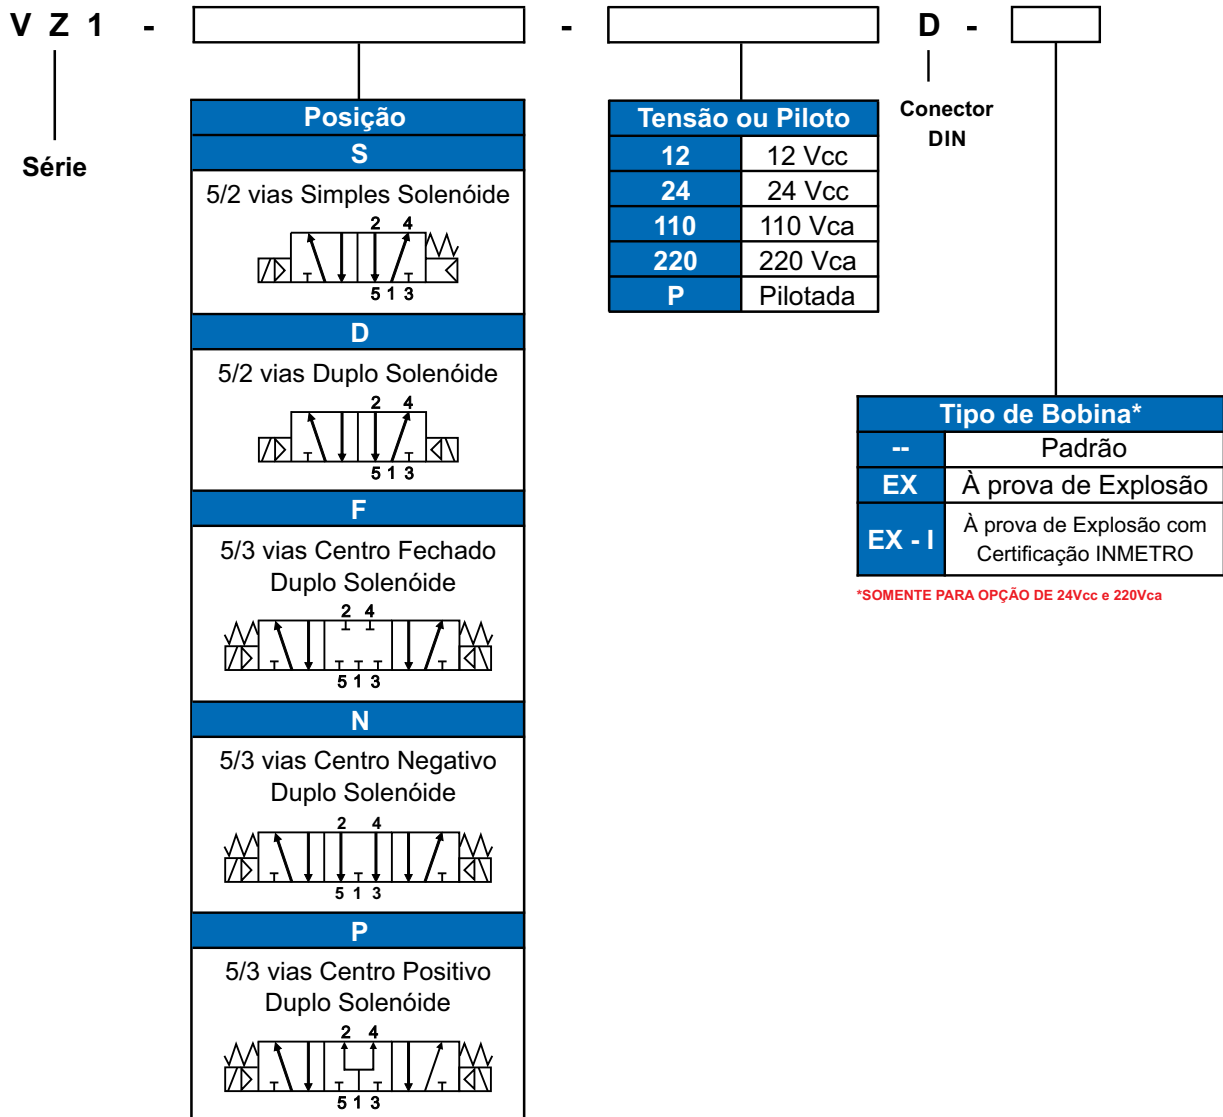 V Z 1 - - D -
Série
Conector
DIN
Posição
S
5/2 vias Simples Solenóide
2 4
5 1 3
D
5/2 vias Duplo Solenóide
2 4
5 1 3
F
5/3 vias Centro Fechado
Duplo Solenóide
2 4
5 1 3
N
5/3 vias Centro Negativo
Duplo Solenóide
2 4
5 1 3
P
5/3 vias Centro Positivo
Duplo Solenóide
2 4
5 1 3
Tensão ou Piloto
12 12 Vcc
24 24 Vcc
110 110 Vca
220 220 Vca
P Pilotada
Tipo de Bobina*
-- Padrão
EX À prova de Explosão
EX - I À prova de Explosão com
Certificação INMETRO
*SOMENTE PARA OPÇÃO DE 24Vcc e 220Vca